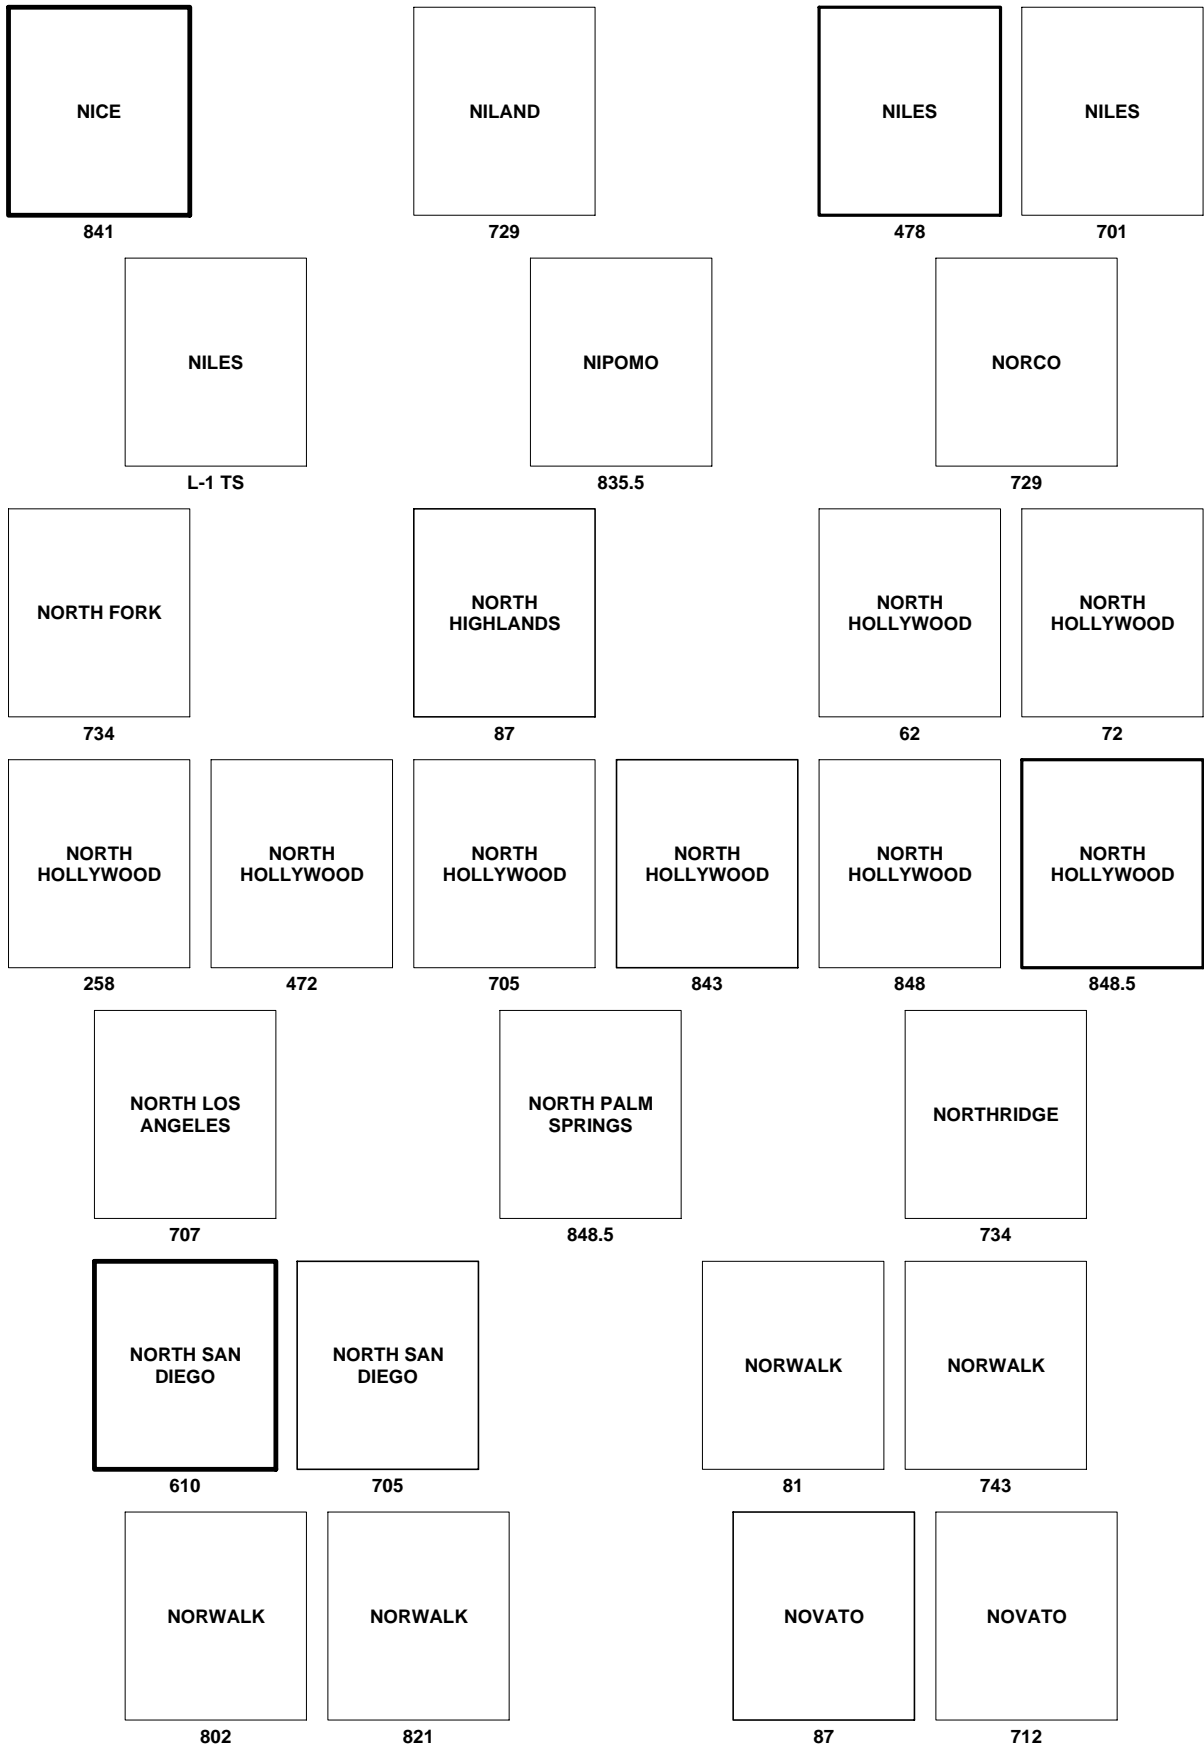 NICE
841
NILAND
729
NILES
478
NILES
701
NILES
L-1 TS
NIPOMO
835.5
NORCO
729
NORTH FORK
734
NORTH
HIGHLANDS
87
NORTH
HOLLYWOOD
62
NORTH
HOLLYWOOD
72
NORTH
HOLLYWOOD
258
NORTH
HOLLYWOOD
472
NORTH
HOLLYWOOD
705
NORTH
HOLLYWOOD
843
NORTH
HOLLYWOOD
848
NORTH
HOLLYWOOD
848.5
NORTH LOS
ANGELES
707
NORTH PALM
SPRINGS
848.5
NORTHRIDGE
734
NORTH SAN
DIEGO
610
NORTH SAN
DIEGO
705
NORWALK
81
NORWALK
743
NORWALK
802
NORWALK
821
NOVATO
87
NOVATO
712